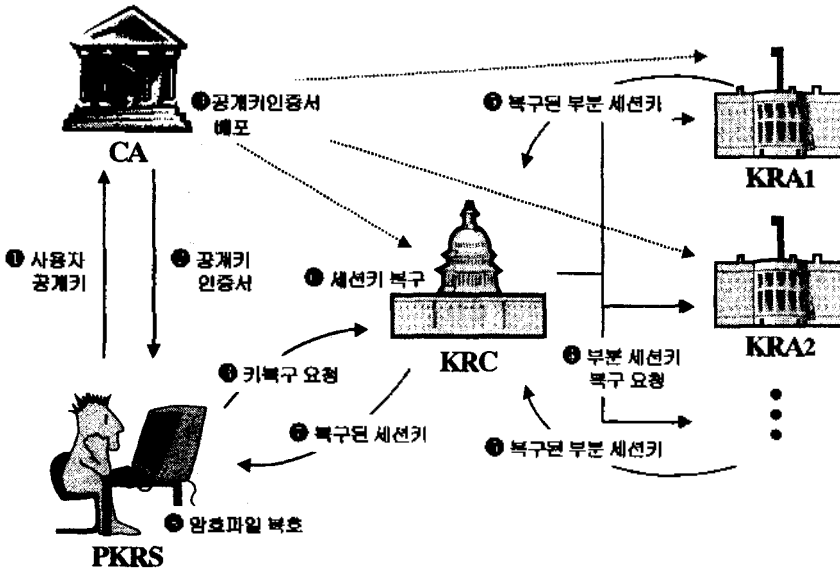 공개키인증서
배포
CA
복구된 부분 세션키
KRA1
사용자
공개키
공개키
인증서
세션키 복구
KRC
KRA2
부분 세션키
복구 요청
키복구 요청
복구된 세션키
복구된 부분 세션키
암호파일 복호
PKRS